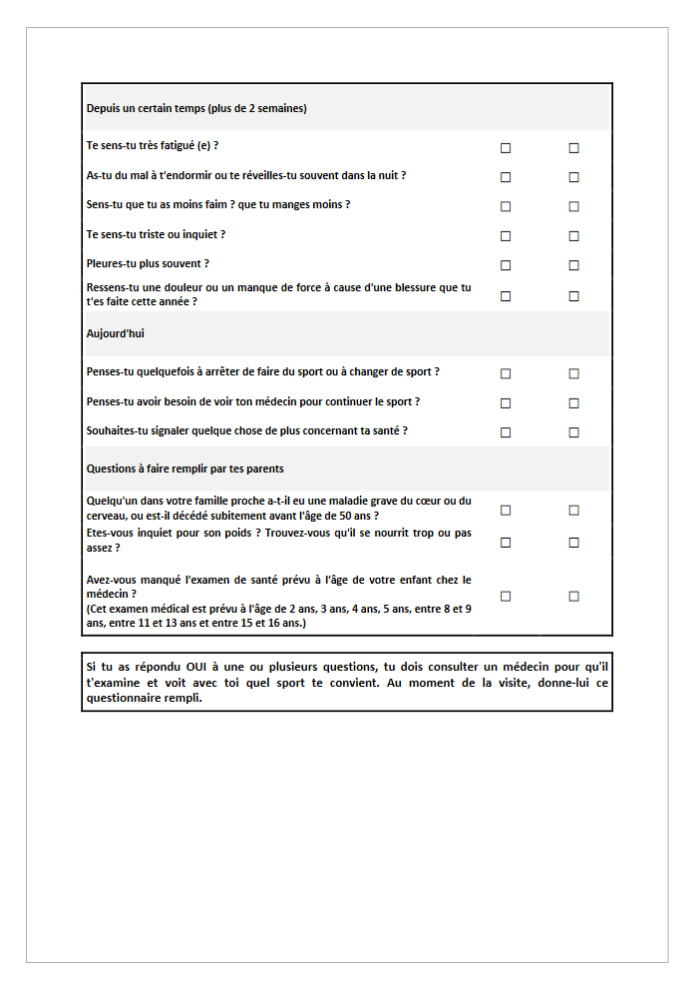 Depuis un certain temps (plus de 2 semaines)
Te sens-tu très fatigué (e) ?
As-tu du mal à t'endormir ou te réveilles-tu souvent dans la nuit ?
Sens-tu que tu as moins faim ? que tu manges moins ?
Te sens-tu triste ou inquiet ?
Pleures-tu plus souvent ?
Ressens-tu une douleur ou un manque de force à cause d'une blessure que tu
t'es faite cette année ?
Aujourd'hui
Penses-tu quelquefois à arrêter de faire du sport ou à changer de sport ?
Penses-tu avoir besoin de voir ton médecin pour continuer le sport ?
Souhaites-tu signaler quelque chose de plus concernant ta santé ?
Questions à faire remplir par tes parents
Quelqu'un dans votre famille proche a-t-il eu une maladie grave du cœur ou du
cerveau, ou est-il décédé subitement avant l'âge de 50 ans ?
Etes-vous inquiet pour son poids ? Trouvez-vous qu'il se nourrit trop ou pas
assez ?
Avez-vous manqué l'examen de santé prévu à l'âge de votre enfant chez le
médecin ?
(Cet examen médical est prévu à l'âge de 2 ans, 3 ans, 4 ans, 5 ans, entre 8 et 9
ans, entre 11 et 13 ans et entre 15 et 16 ans.)
Si tu as répondu OUI à une ou plusieurs questions, tu dois consulter un médecin pour qu'il
t'examine et voit avec toi quel sport te convient. Au moment de la visite, donne-lui ce
questionnaire rempli.